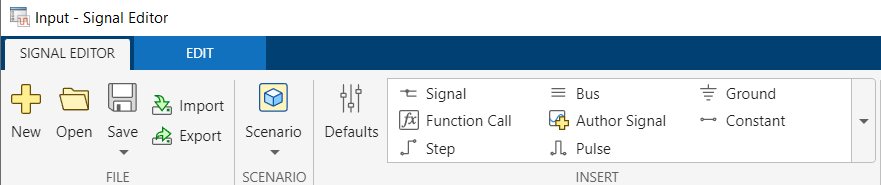 Input - Signal Editor
SIGNAL EDITOR EDIT
New Open Save Import Export Scenario Defaults
Signal Bus Ground
fx Function Call Author Signal Constant
Step Pulse
FILE SCENARIO INSERT